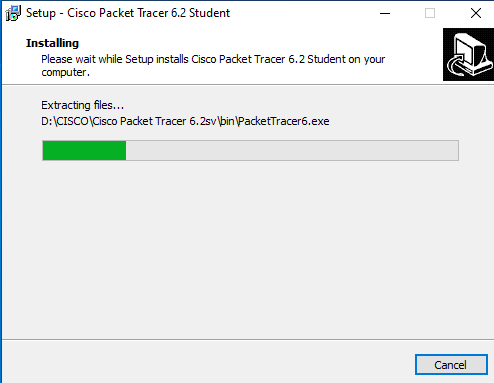 Setup - Cisco Packet Tracer 6.2 Student
Installing
Please wait while Setup installs Cisco Packet Tracer 6.2 Student on your
computer.
Extracting files...
D:\CISCO\Cisco Packet Tracer 6.2sv\bin\PacketTracer6.exe
Cancel